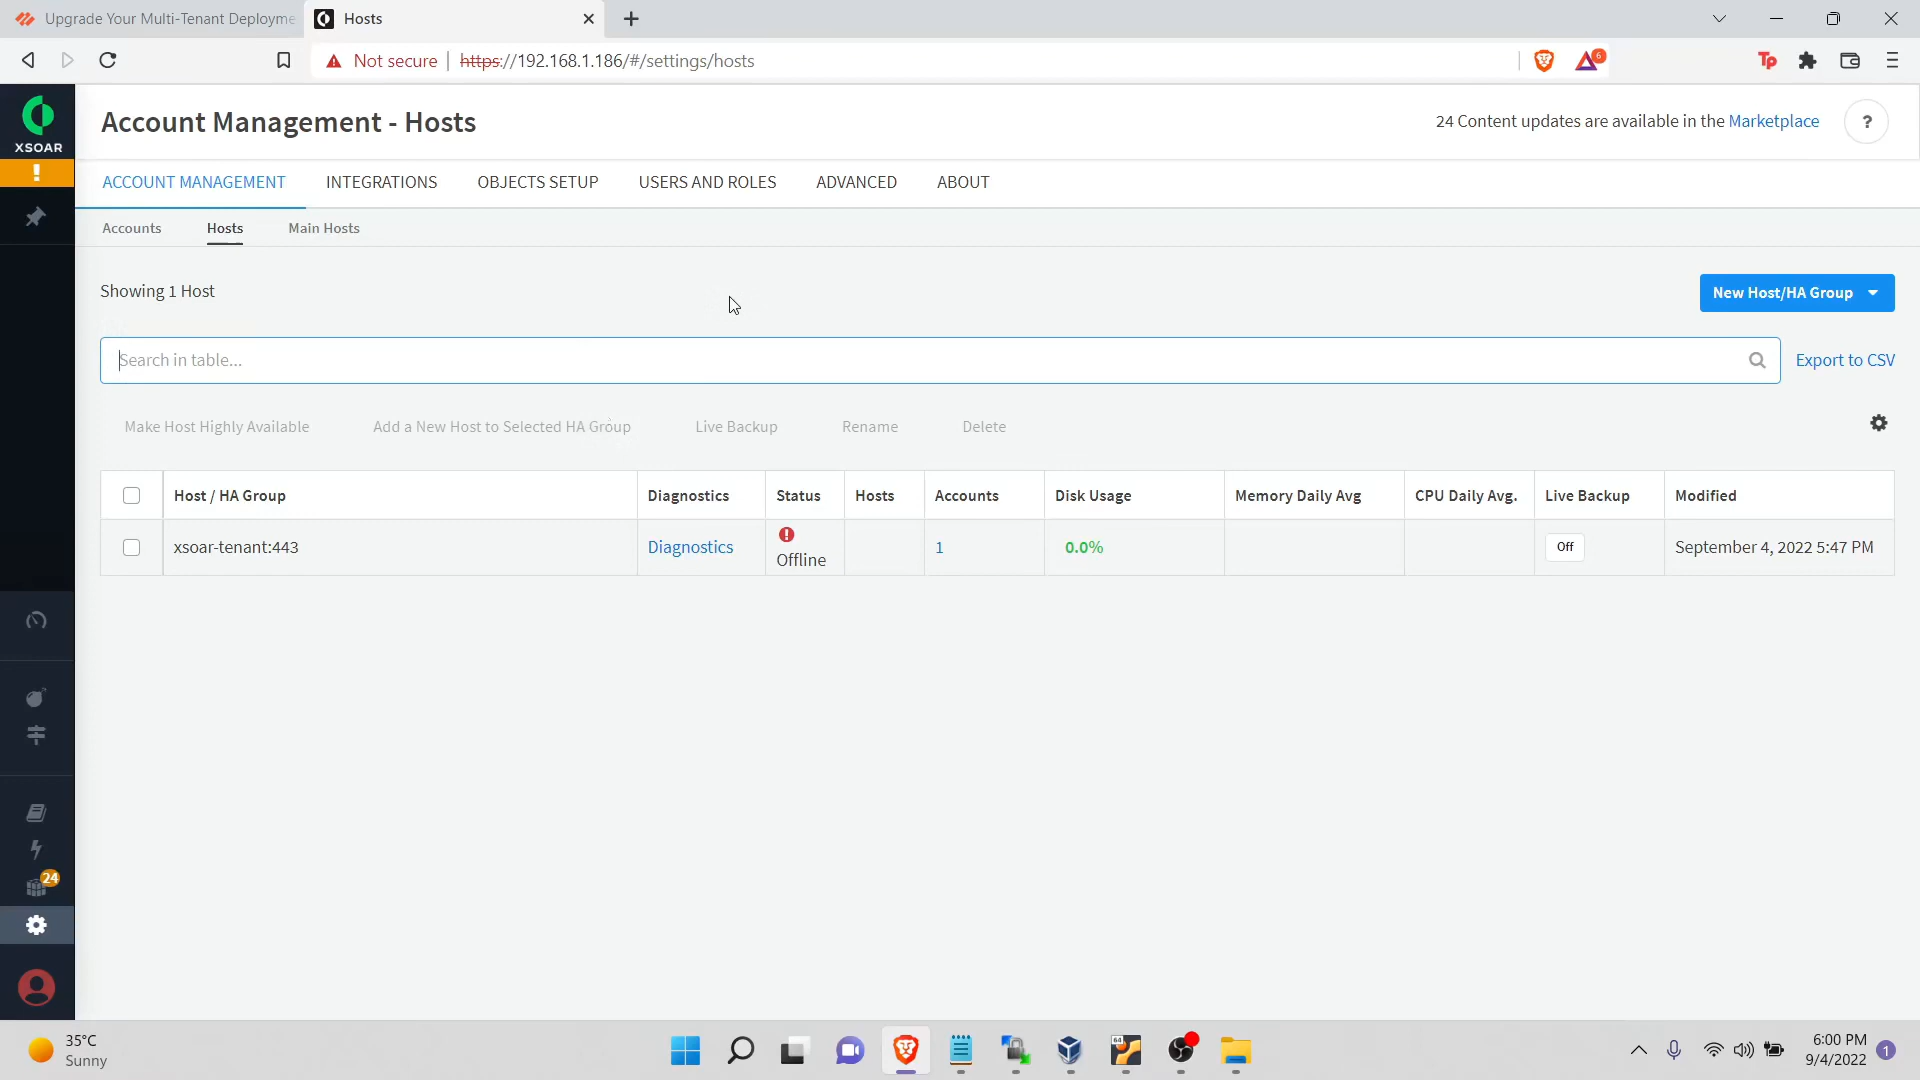 Upgrade Your Multi-Tenant Deployme
Hosts
Not secure
https://192.168.1.186/#/settings/hosts
6
Tp
XSOAR
Account Management - Hosts
24 Content updates are available in the Marketplace
?
!
ACCOUNT MANAGEMENT
INTEGRATIONS
OBJECTS SETUP
USERS AND ROLES
ADVANCED
ABOUT
Accounts
Hosts
Main Hosts
Showing 1 Host
New Host/HA Group
Search in table...
Export to CSV
Make Host Highly Available
Add a New Host to Selected HA Group
Live Backup
Rename
Delete
Host / HA Group
Diagnostics
Status
Hosts
Accounts
Disk Usage
Memory Daily Avg
CPU Daily Avg.
Live Backup
Modified
xsoar-tenant:443
Diagnostics
Offline
1
0.0%
Off
September 4, 2022 5:47 PM
24
35°C
Sunny
64
6:00 PM
9/4/2022
1